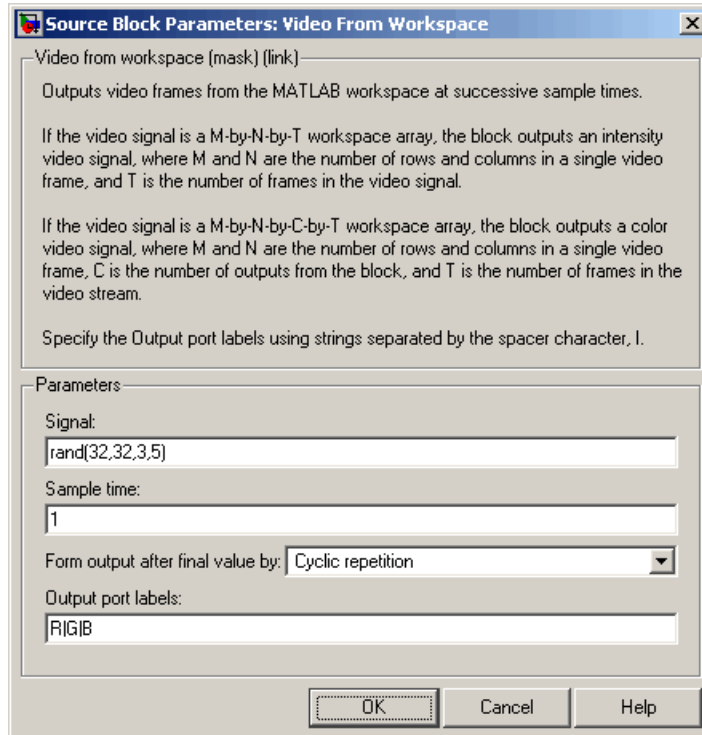 Source Block Parameters: Video From Workspace
Video from workspace (mask) (link)
Outputs video frames from the MATLAB workspace at successive sample times.
If the video signal is a M-by-N-by-T workspace array, the block outputs an intensity
video signal, where M and N are the number of rows and columns in a single video
frame, and T is the number of frames in the video signal.
If the video signal is a M-by-N-by-C-by-T workspace array, the block outputs a color
video signal, where M and N are the number of rows and columns in a single video
frame, C is the number of outputs from the block, and T is the number of frames in the
video stream.
Specify the Output port labels using strings separated by the spacer character, |.
Parameters
Signal:
rand(32,32,3,5)
Sample time:
1
Form output after final value by: Cyclic repetition
Output port labels:
R|G|B
OK Cancel Help